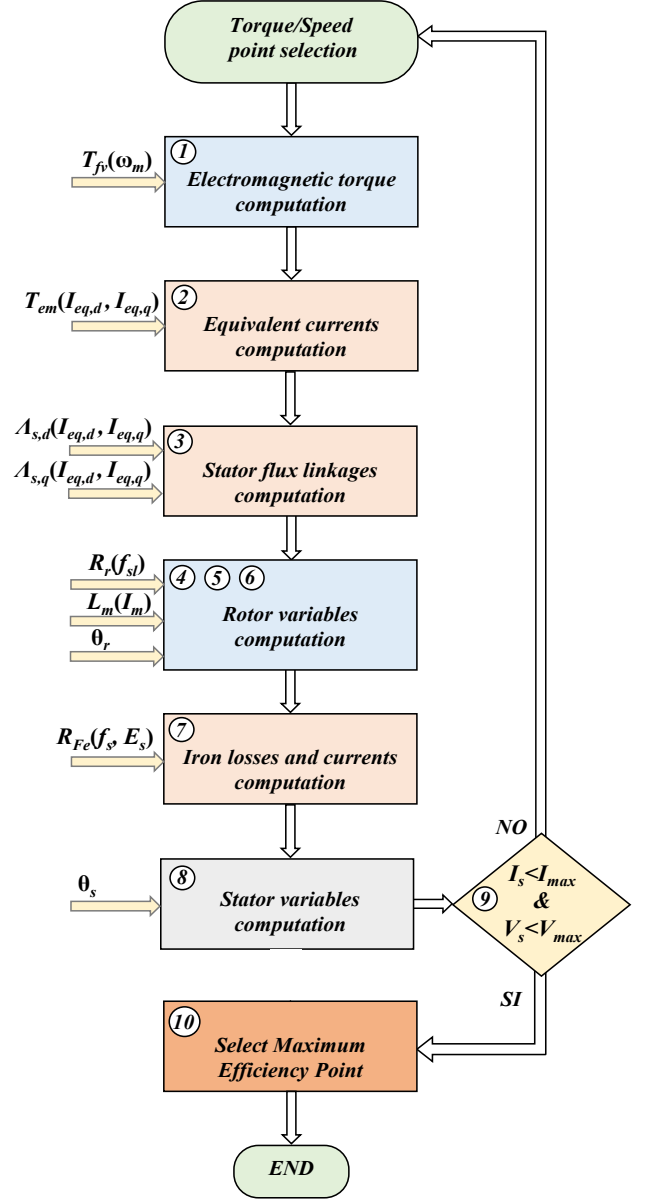 Torque/Speed
point selection
T_fv(ω_m)
1
Electromagnetic torque
computation
T_em(I_eq,d , I_eq,q)
2
Equivalent currents
computation
Λ_s,d(I_eq,d , I_eq,q)
Λ_s,q(I_eq,d , I_eq,q)
3
Stator flux linkages
computation
R_r(f_sl)
L_m(I_m)
θ_r
4 5 6
Rotor variables
computation
R_Fe(f_s, E_s)
7
Iron losses and currents
computation
θ_s
8
Stator variables
computation
NO
9
I_s<I_max
&
V_s<V_max
SI
10
Select Maximum
Efficiency Point
END